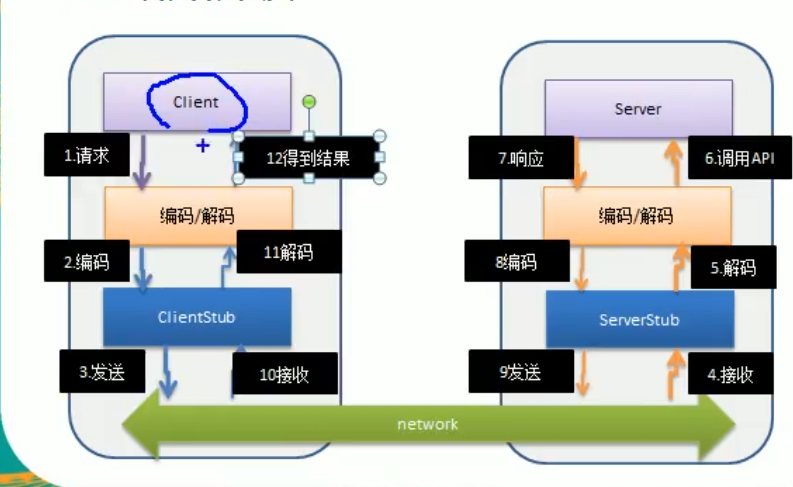 Client
Server
1.请求
12得到结果
7.响应
6.调用API
编码/解码
编码/解码
2.编码
11解码
8编码
5.解码
ClientStub
ServerStub
3.发送
10接收
9发送
4.接收
network